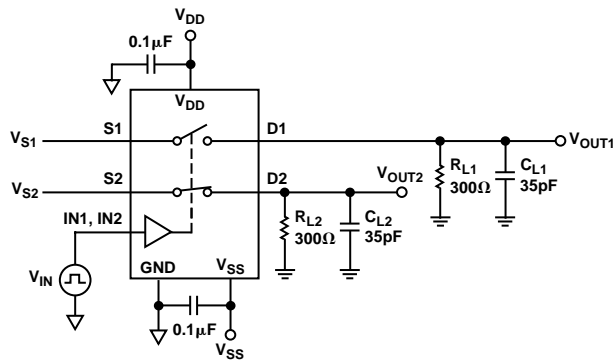 VDD
0.1µF
VDD
VS1
S1
D1
VOUT1
VS2
S2
D2
VOUT2
RL1
300Ω
CL1
35pF
IN1, IN2
RL2
300Ω
CL2
35pF
VIN
GND
VSS
0.1µF
VSS